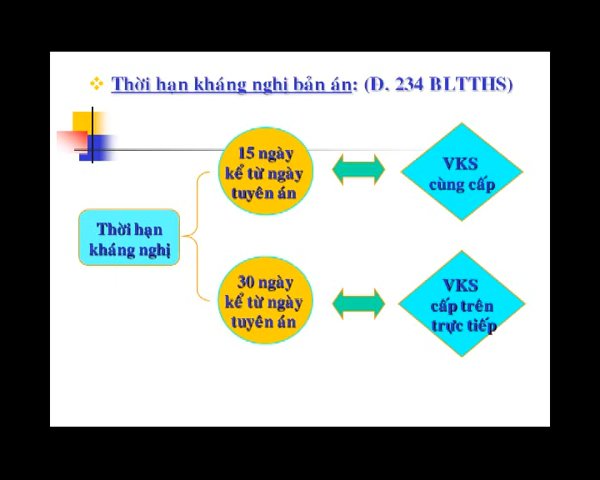 Thời hạn kháng nghị bản án: (Đ. 234 BLTTHS)
15 ngày
kể từ ngày
tuyên án
VKS
cùng cấp
Thời hạn
kháng nghị
30 ngày
kể từ ngày
tuyên án
VKS
cấp trên
trực tiếp